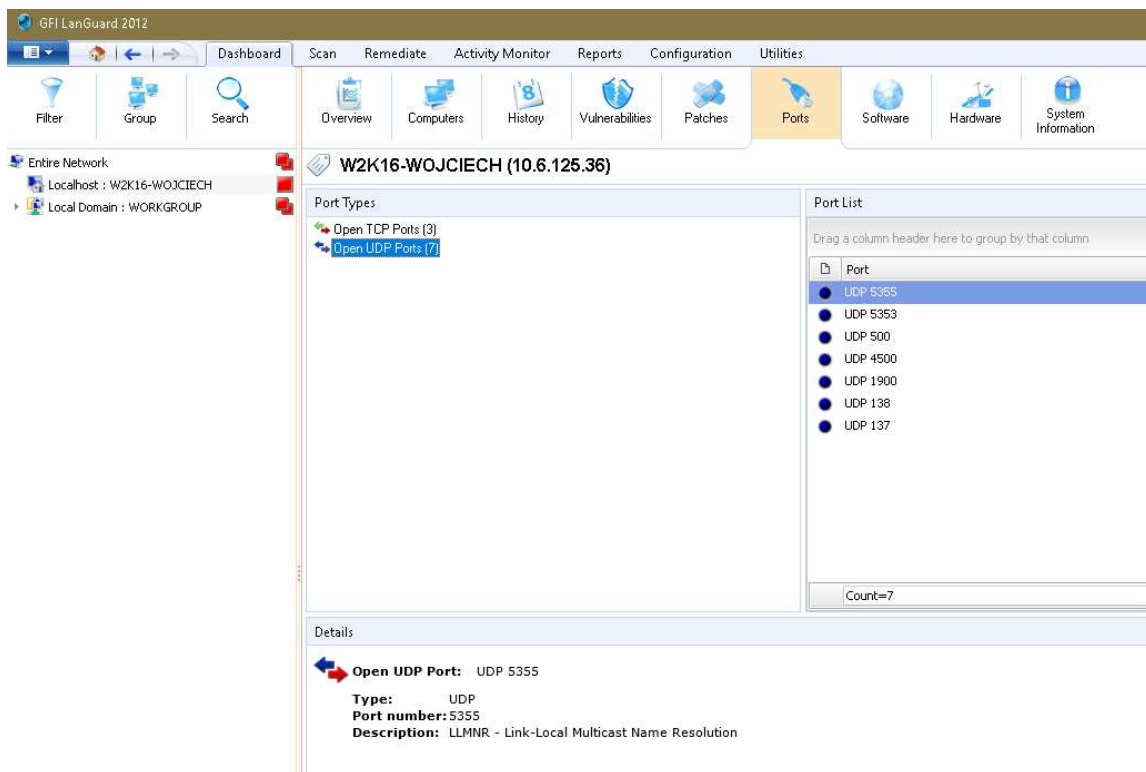 GFI LanGuard 2012
Dashboard Scan Remediate Activity Monitor Reports Configuration Utilities
Filter Group Search Overview Computers History Vulnerabilities Patches Ports Software Hardware System Information
Entire Network
Localhost : W2K16-WOJCIECH
Local Domain : WORKGROUP
W2K16-WOJCIECH (10.6.125.36)
Port Types
Open TCP Ports (3)
Open UDP Ports (7)
Port List
Drag a column header here to group by that column
Port
UDP 5355
UDP 5353
UDP 500
UDP 4500
UDP 1900
UDP 138
UDP 137
Count=7
Details
Open UDP Port: UDP 5355
Type: UDP
Port number: 5355
Description: LLMNR - Link-Local Multicast Name Resolution